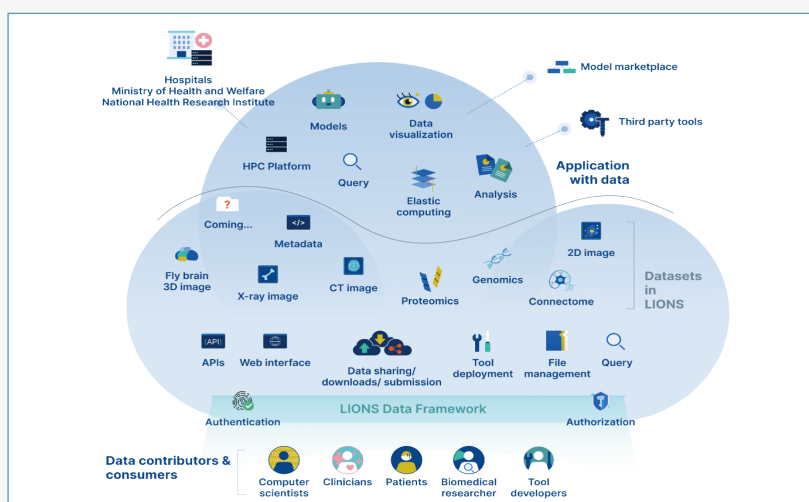 Hospitals
Ministry of Health and Welfare
National Health Research Institute
Model marketplace
Third party tools
Models
Data
visualization
HPC Platform
Query
Elastic
computing
Analysis
Application
with data
?
Coming...
</>
Metadata
Fly brain
3D image
X-ray image
CT image
Proteomics
Genomics
2D image
Connectome
Datasets
in
LIONS
(API)
APIs
Web interface
Data sharing/
downloads/ submission
Tool
deployment
File
management
Query
LIONS Data Framework
Authentication
Authorization
Data contributors &
consumers
Computer
scientists
Clinicians
Patients
Biomedical
researcher
Tool
developers